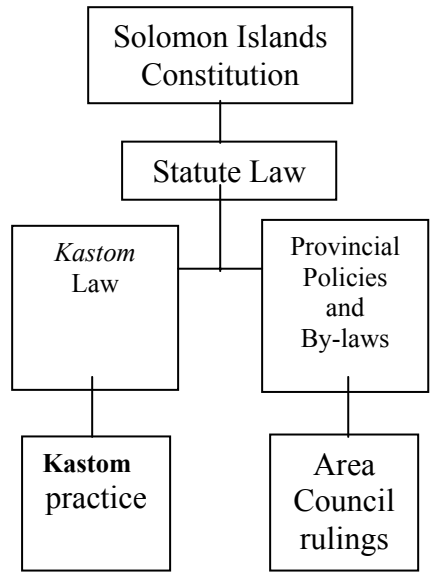 Solomon Islands
Constitution
Statute Law
Kastom
Law
Provincial
Policies
and
By-laws
Kastom
practice
Area
Council
rulings